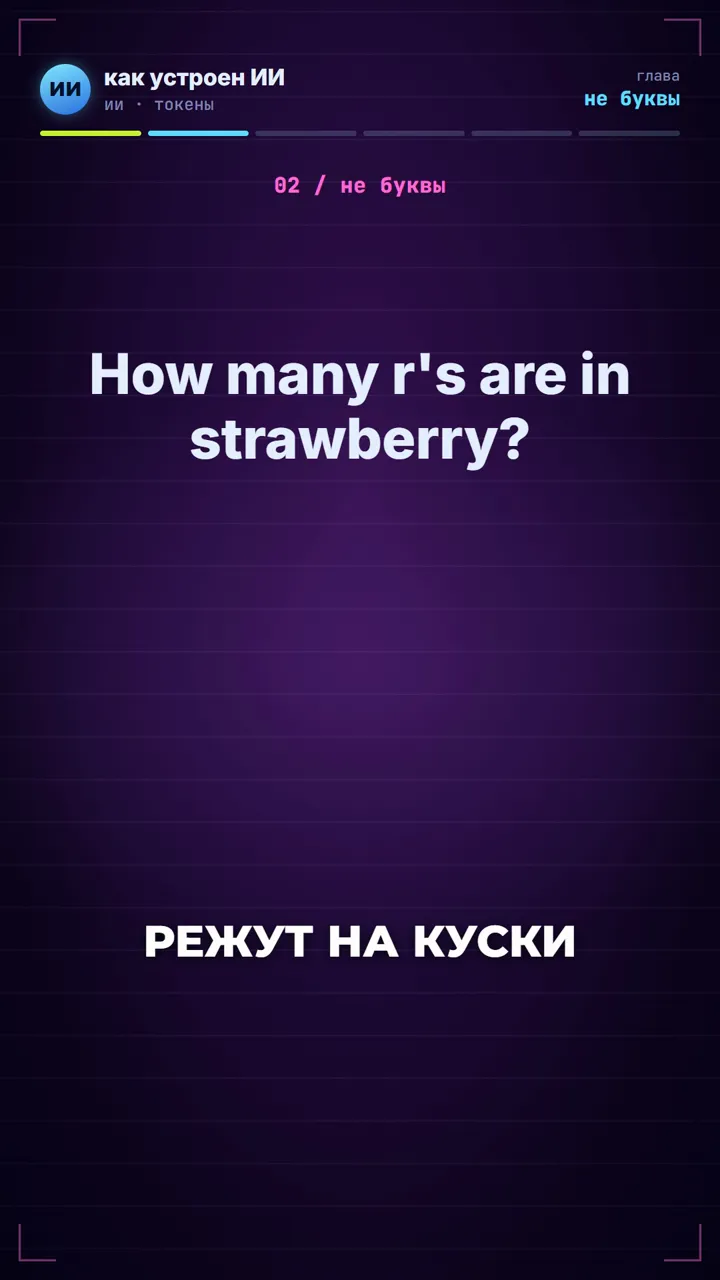 ИИ
как устроен ИИ
ии · токены
глава
не буквы
02 / не буквы
How many r's are in
strawberry?
РЕЖУТ НА КУСКИ